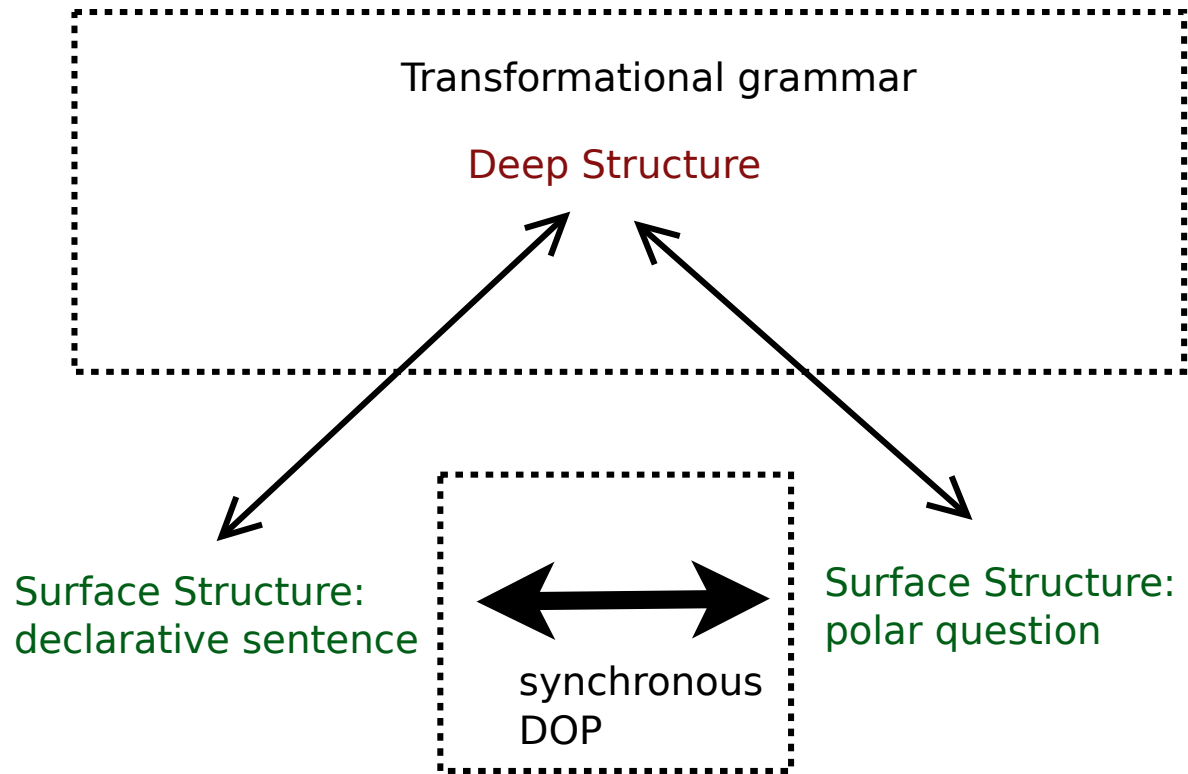 Transformational grammar
Deep Structure
Surface Structure:
declarative sentence
Surface Structure:
polar question
synchronous
DOP